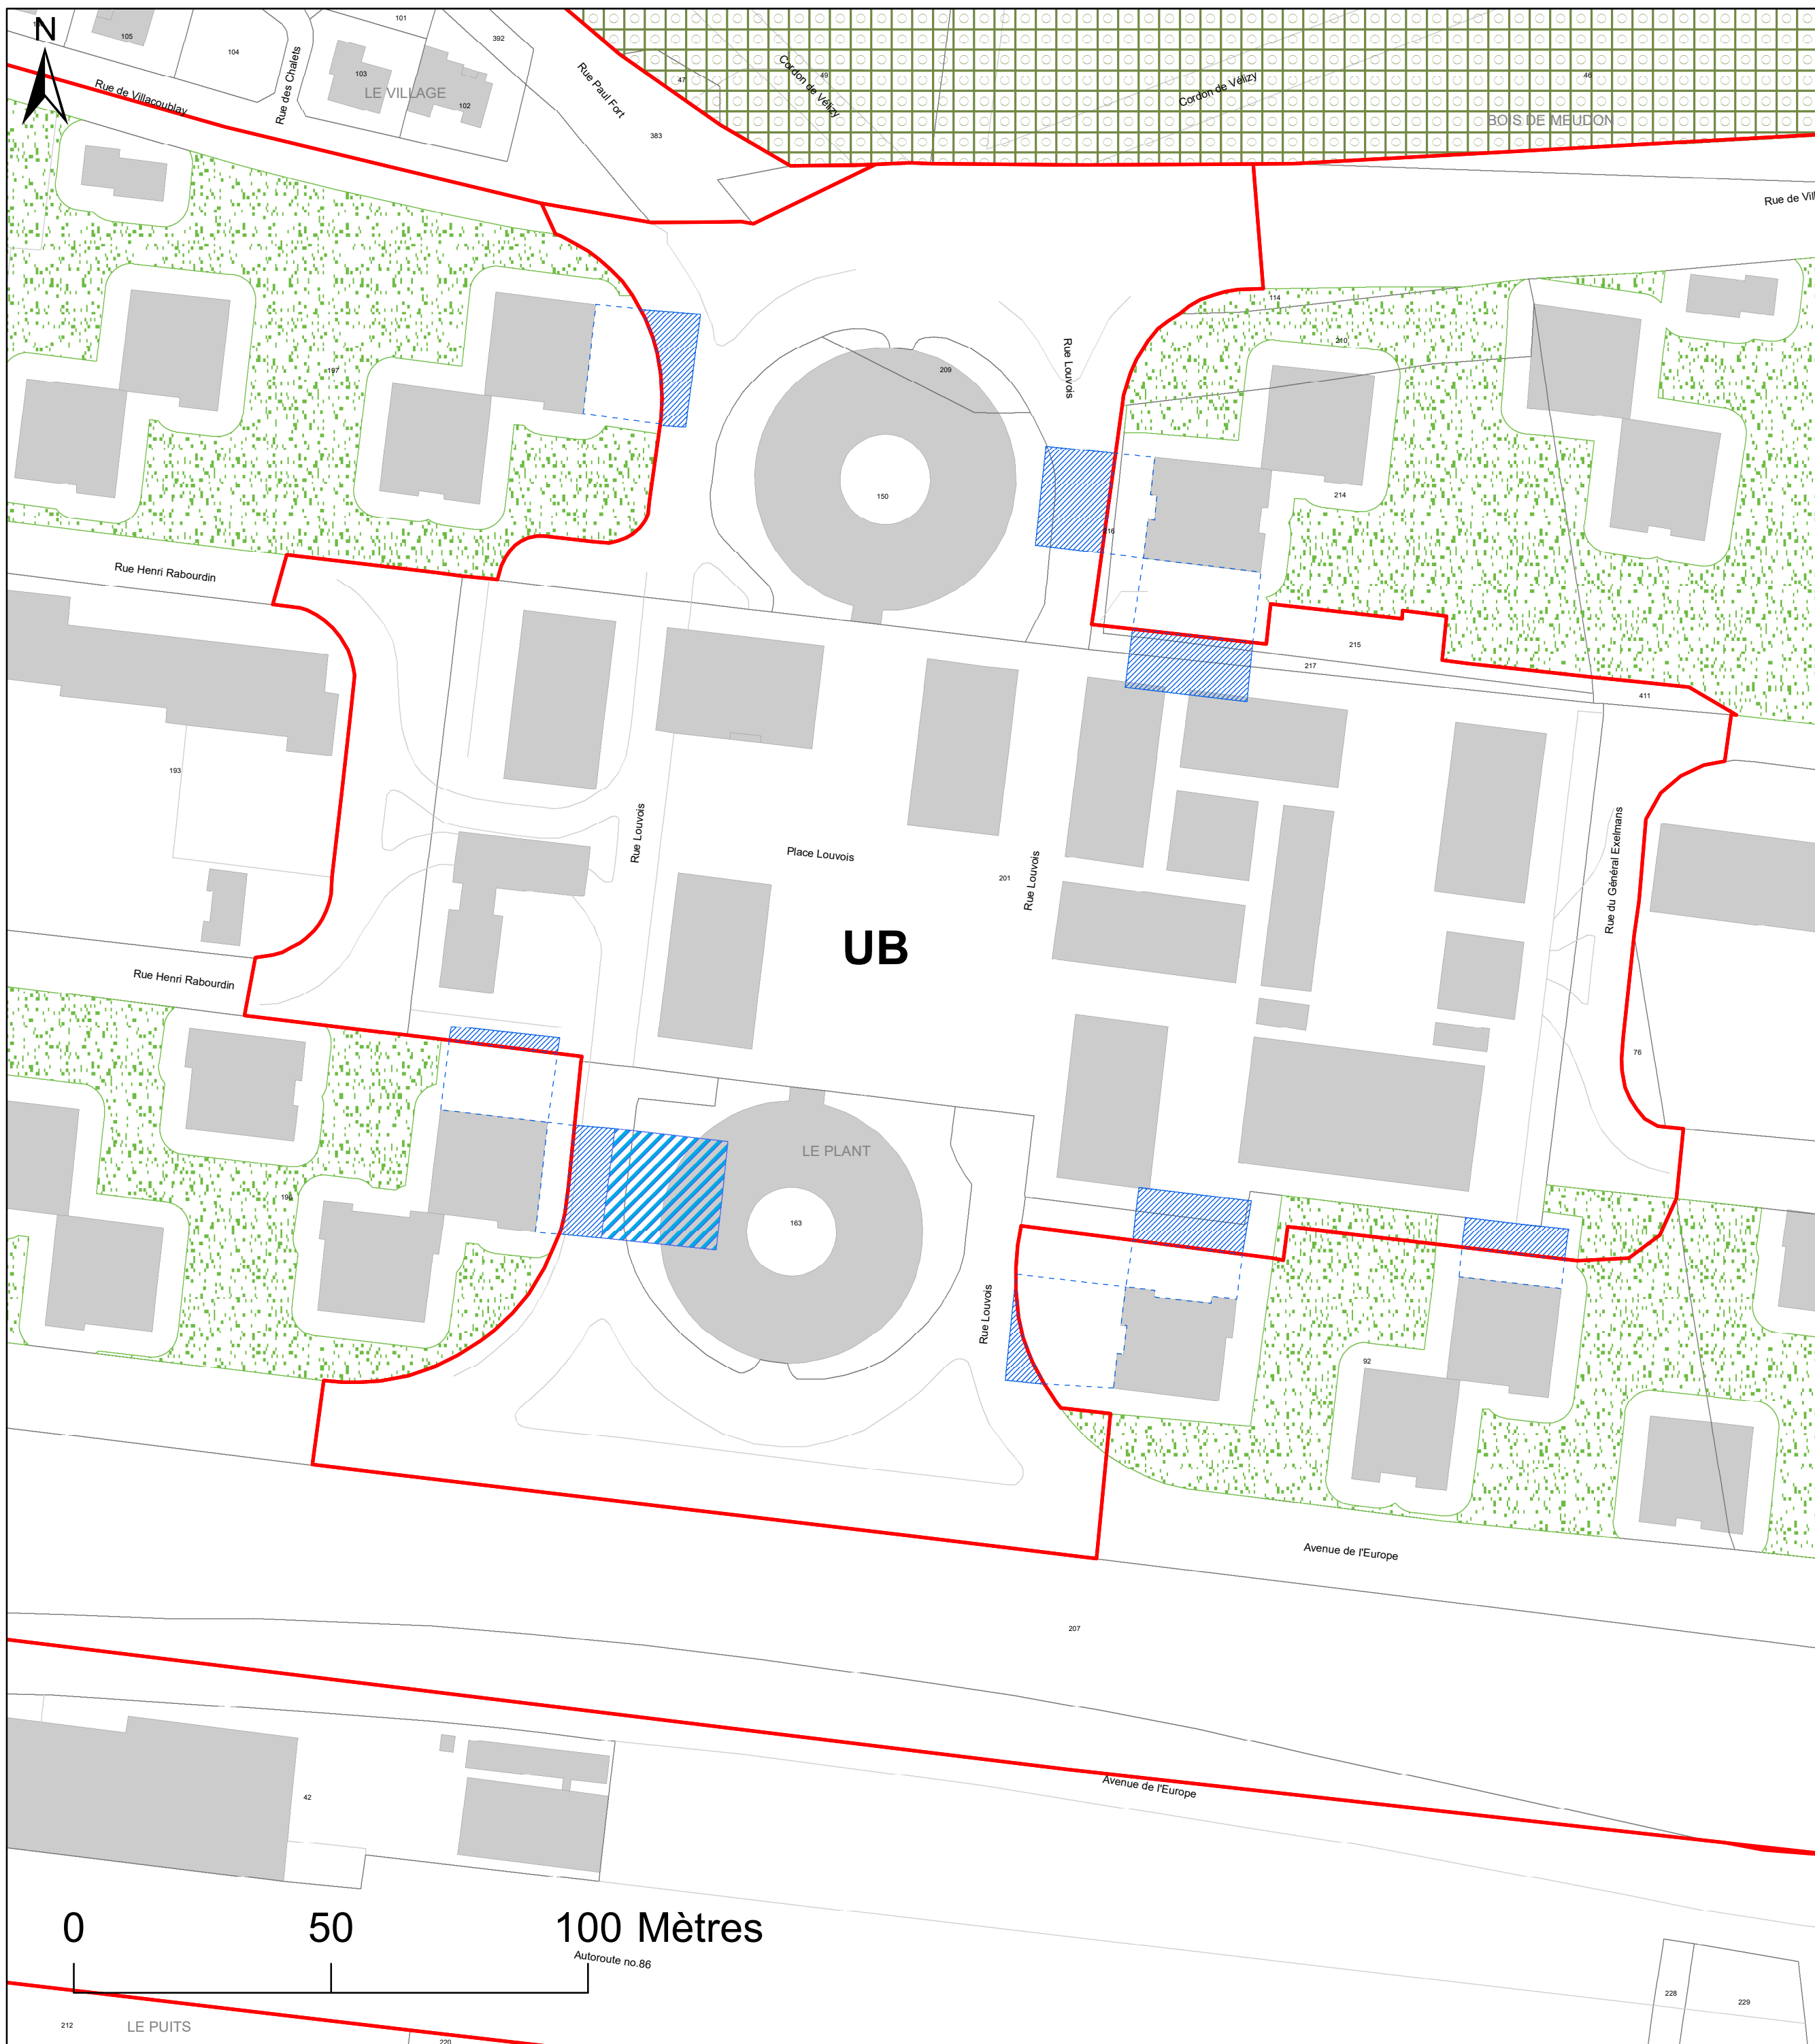 N
105
104
101
392
103
LE VILLAGE
102
Rue de Villacoublay
Rue des Chalets
Rue Paul Fort
383
47
49
Cordon de Vélizy
Cordon de Vélizy
46
BOIS DE MEUDON
Rue de Vil
114
210
197
209
Rue Louvois
150
214
216
Rue Henri Rabourdin
215
217
411
193
Rue Louvois
Place Louvois
201
Rue Louvois
Rue du Général Exelmans
UB
Rue Henri Rabourdin
76
LE PLANT
196
163
Rue Louvois
92
Avenue de l'Europe
207
Avenue de l'Europe
42
0 50 100 Mètres
Autoroute no.86
228
229
212
LE PUITS
220